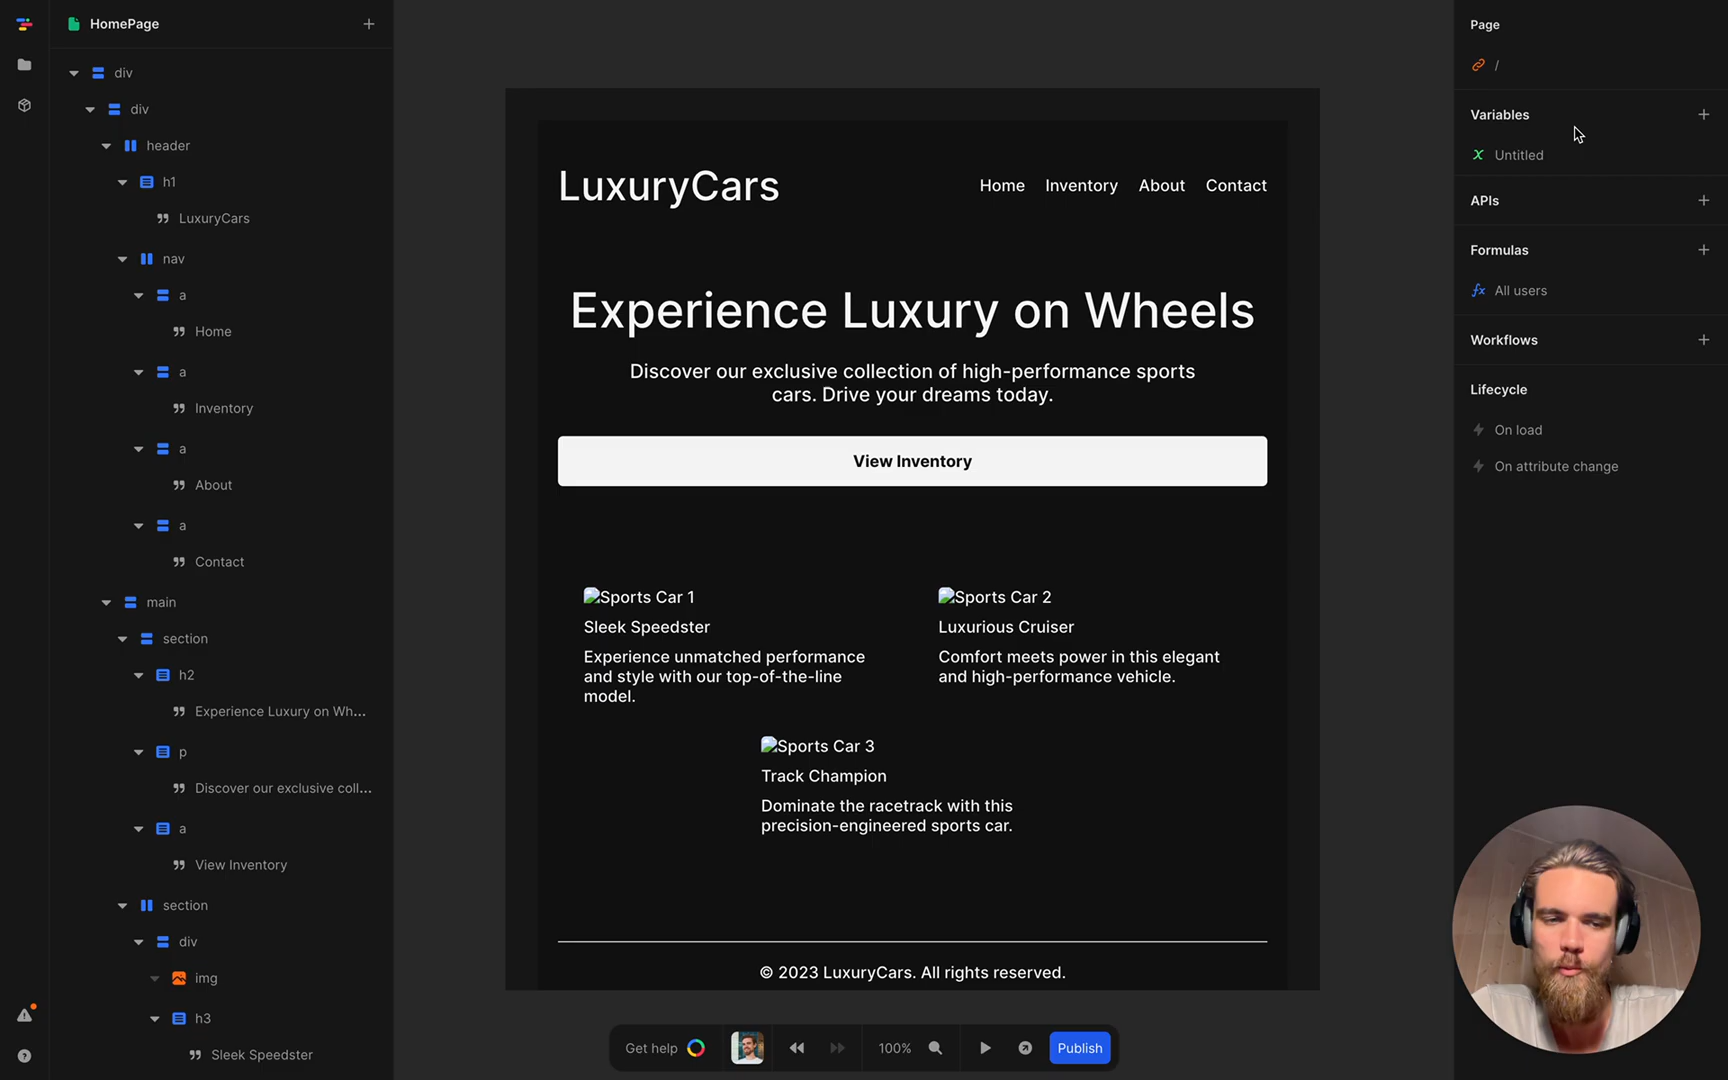 HomePage
div
div
header
h1
LuxuryCars
nav
a
Home
a
Inventory
a
About
a
Contact
main
section
h2
Experience Luxury on Wh...
p
Discover our exclusive coll...
a
View Inventory
section
div
img
h3
Sleek Speedster
LuxuryCars
Home Inventory About Contact
Experience Luxury on Wheels
Discover our exclusive collection of high-performance sports
cars. Drive your dreams today.
View Inventory
Sports Car 1
Sleek Speedster
Experience unmatched performance
and style with our top-of-the-line
model.
Sports Car 2
Luxurious Cruiser
Comfort meets power in this elegant
and high-performance vehicle.
Sports Car 3
Track Champion
Dominate the racetrack with this
precision-engineered sports car.
© 2023 LuxuryCars. All rights reserved.
Get help
100%
Publish
Page
/
Variables
Untitled
APIs
Formulas
All users
Workflows
Lifecycle
On load
On attribute change